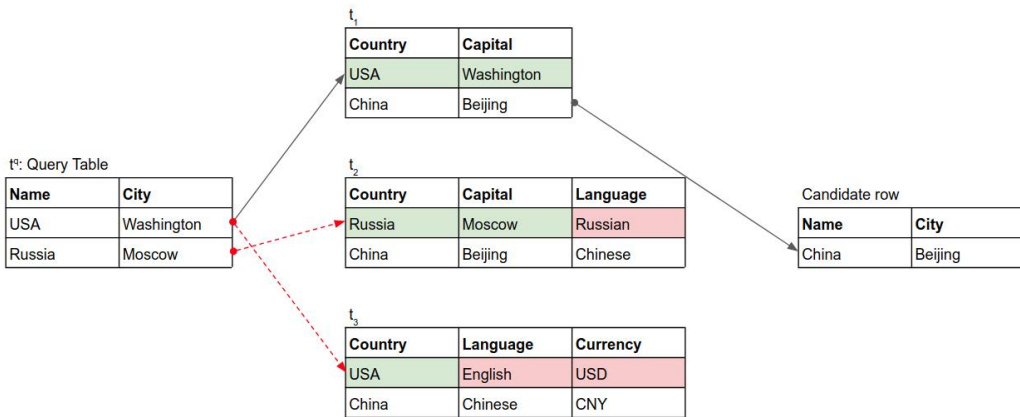 t1
Country Capital
USA Washington
China Beijing
tq: Query Table
Name City
USA Washington
Russia Moscow
t2
Country Capital Language
Russia Moscow Russian
China Beijing Chinese
Candidate row
Name City
China Beijing
t3
Country Language Currency
USA English USD
China Chinese CNY